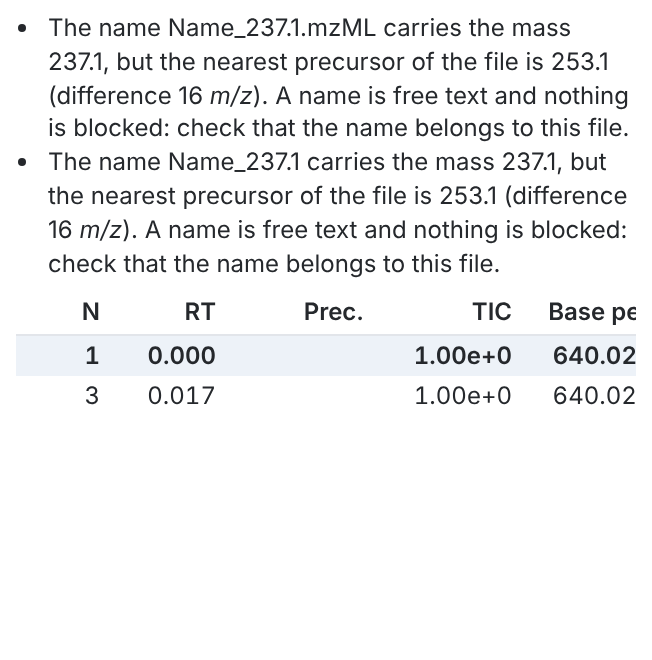 • The name Name_237.1.mzML carries the mass
237.1, but the nearest precursor of the file is 253.1
(difference 16 m/z). A name is free text and nothing
is blocked: check that the name belongs to this file.
• The name Name_237.1 carries the mass 237.1, but
the nearest precursor of the file is 253.1 (difference
16 m/z). A name is free text and nothing is blocked:
check that the name belongs to this file.
N RT Prec. TIC Base pe
1 0.000 1.00e+0 640.02
3 0.017 1.00e+0 640.02